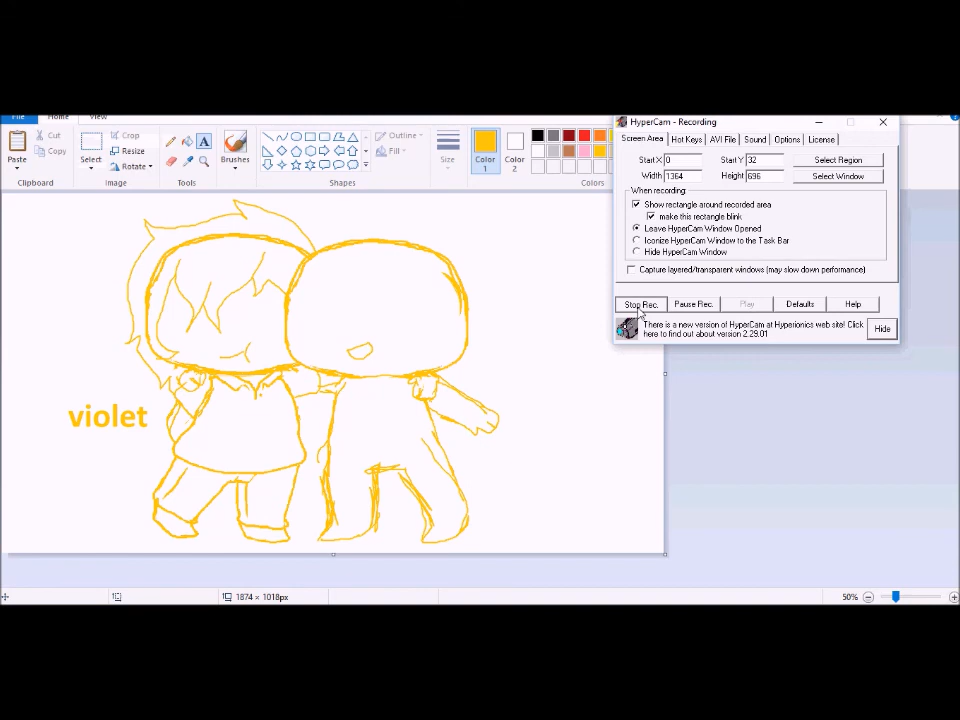 File Home View
Paste
Cut
Copy
Clipboard
Select
Crop
Resize
Rotate
Image
A
Tools
Brushes
Shapes
Outline
Fill
Size
Color 1
Color 2
Colors
HyperCam - Recording
Screen Area Hot Keys AVI File Sound Options License
Start X 0 Start Y 32 Select Region
Width 1364 Height 696 Select Window
When recording:
Show rectangle around recorded area
make this rectangle blink
Leave HyperCam Window Opened
Iconize HyperCam Window to the Task Bar
Hide HyperCam Window
Capture layered/transparent windows (may slow down performance)
Stop Rec. Pause Rec. Play Defaults Help
There is a new version of HyperCam at Hyperionics web site! Click
here to find out about version 2.29.01
Hide
violet
1874 × 1018px
50%